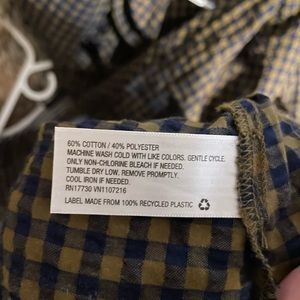 60% COTTON / 40% POLYESTER
MACHINE WASH COLD WITH LIKE COLORS. GENTLE CYCLE.
ONLY NON-CHLORINE BLEACH IF NEEDED.
TUMBLE DRY LOW. REMOVE PROMPTLY.
COOL IRON IF NEEDED.
RN17730 VN1107216
LABEL MADE FROM 100% RECYCLED PLASTIC